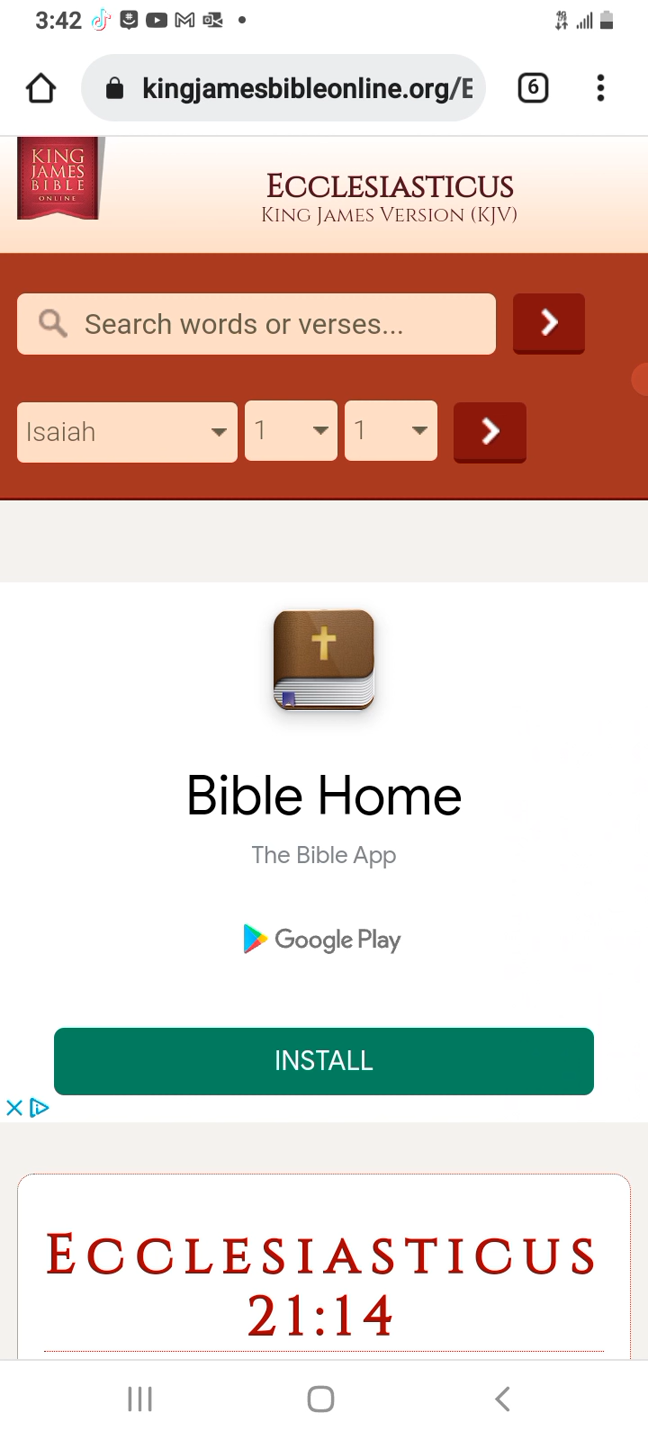 3:42
kingjamesbibleonline.org/E
6
KING
JAMES
BIBLE
ONLINE
Ecclesiasticus
King James Version (KJV)
Search words or verses...
Isaiah 1 1
Bible Home
The Bible App
Google Play
INSTALL
Ecclesiasticus
21:14